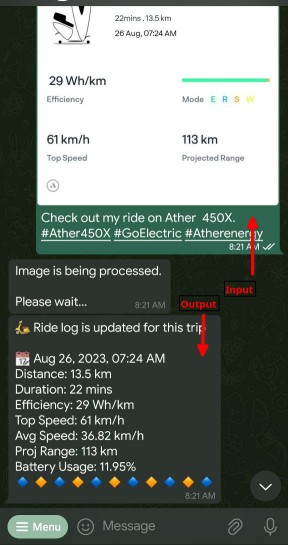 22mins . 13.5 km
26 Aug, 07:24 AM
29 Wh/km
Efficiency
Mode E R S W
61 km/h
Top Speed
113 km
Projected Range
Check out my ride on Ather 450X.
#Ather450X #GoElectric #Atherenergy
8:21 AM
Input
Image is being processed.
Please wait...
8:21 AM
Output
Ride log is updated for this trip
Aug 26, 2023, 07:24 AM
Distance: 13.5 km
Duration: 22 mins
Efficiency: 29 Wh/km
Top Speed: 61 km/h
Avg Speed: 36.82 km/h
Proj Range: 113 km
Battery Usage: 11.95%
8:21 AM
Menu
Message